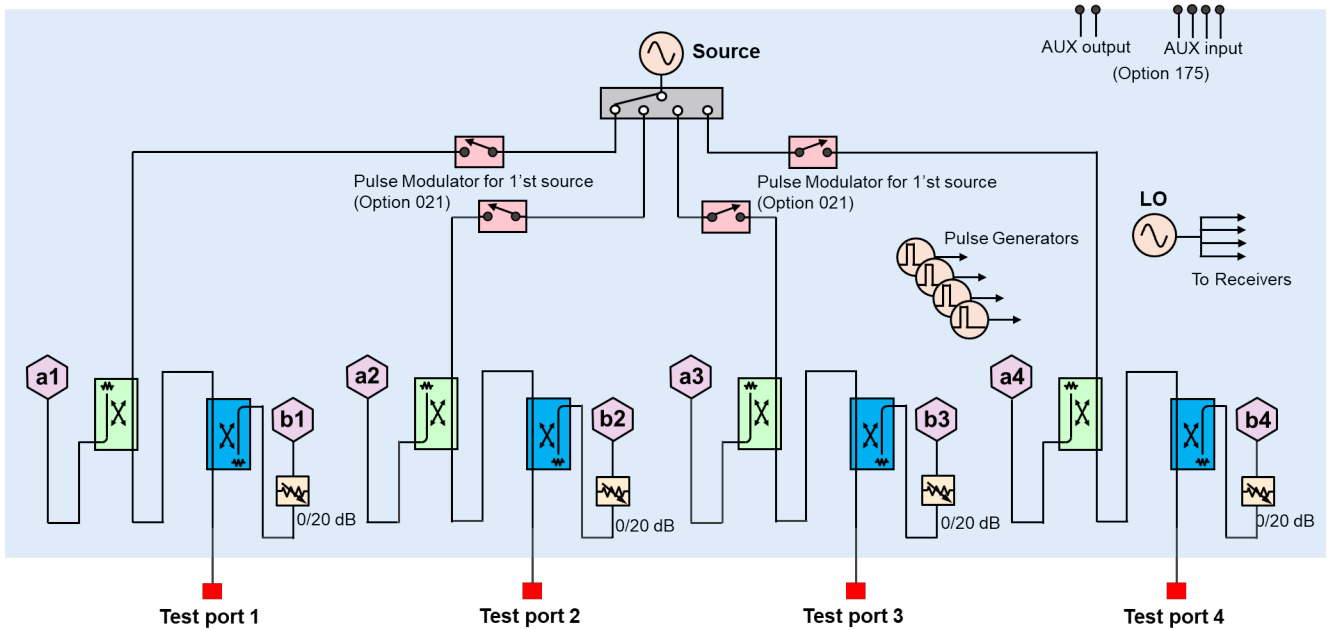 AUX output
AUX input
(Option 175)
Source
Pulse Modulator for 1'st source
(Option 021)
Pulse Modulator for 1'st source
(Option 021)
LO
To Receivers
Pulse Generators
a1
b1
0/20 dB
a2
b2
0/20 dB
a3
b3
0/20 dB
a4
b4
0/20 dB
Test port 1
Test port 2
Test port 3
Test port 4